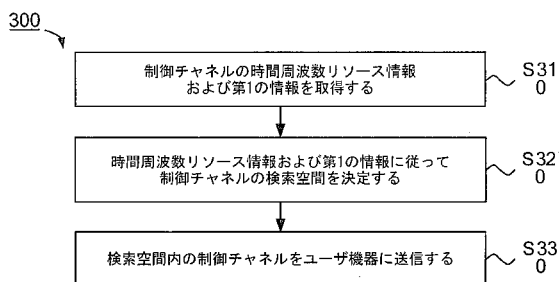 300
制御チャネルの時間周波数リソース情報
および第1の情報を取得する
S31
0
時間周波数リソース情報および第1の情報に従って
制御チャネルの検索空間を決定する
S32
0
検索空間内の制御チャネルをユーザ機器に送信する
S33
0